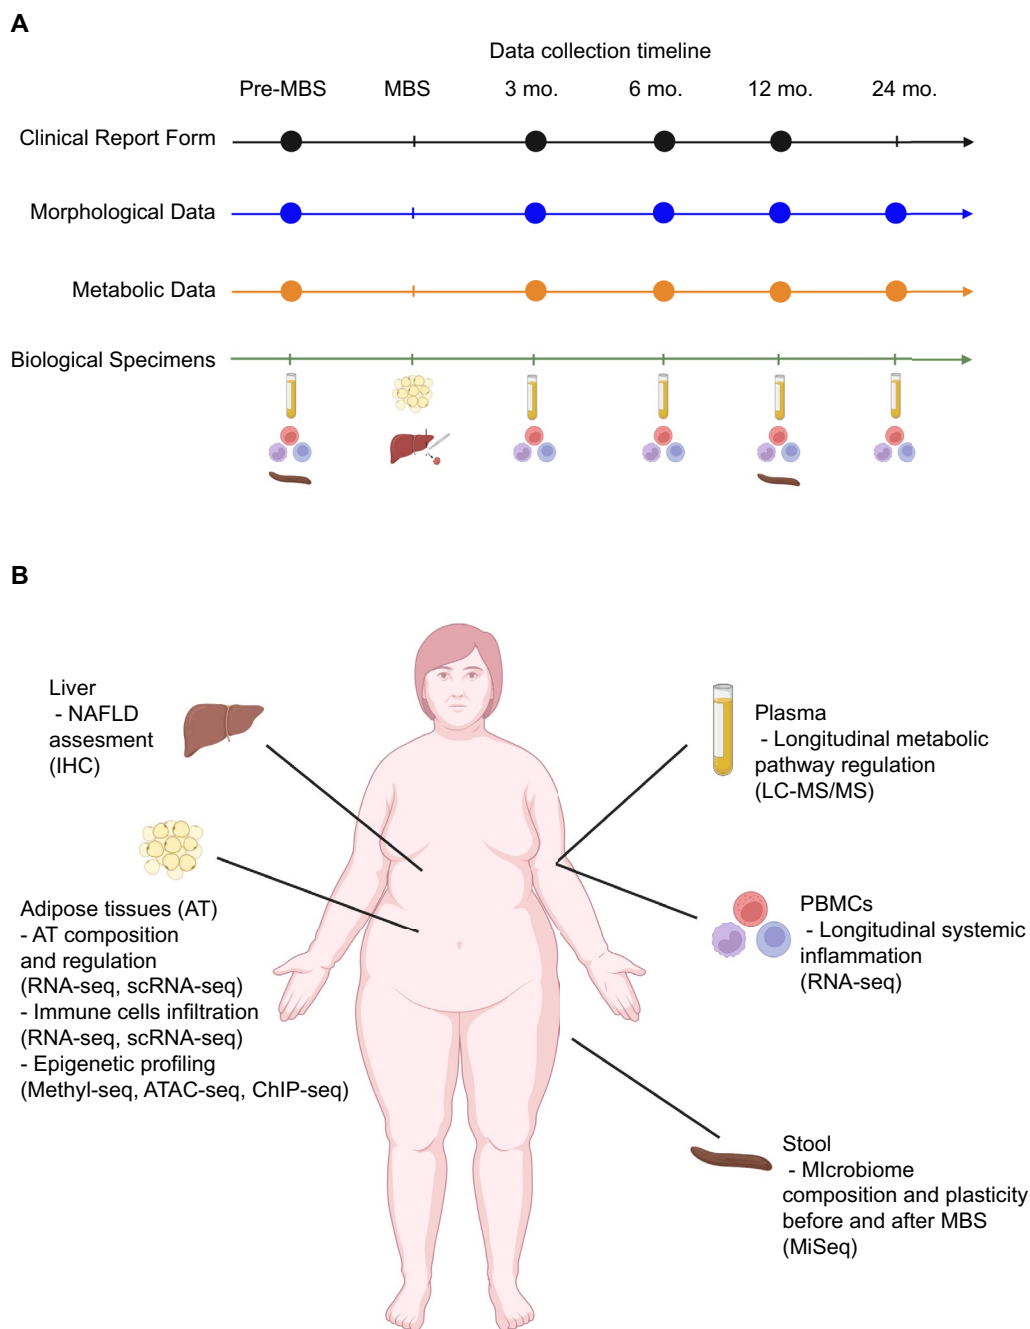 A
Data collection timeline
Pre-MBS MBS 3 mo. 6 mo. 12 mo. 24 mo.
Clinical Report Form
Morphological Data
Metabolic Data
Biological Specimens
B
Liver
- NAFLD
assesment
(IHC)
Adipose tissues (AT)
- AT composition
and regulation
(RNA-seq, scRNA-seq)
- Immune cells infiltration
(RNA-seq, scRNA-seq)
- Epigenetic profiling
(Methyl-seq, ATAC-seq, ChIP-seq)
Plasma
- Longitudinal metabolic
pathway regulation
(LC-MS/MS)
PBMCs
- Longitudinal systemic
inflammation
(RNA-seq)
Stool
- MIcrobiome
composition and plasticity
before and after MBS
(MiSeq)